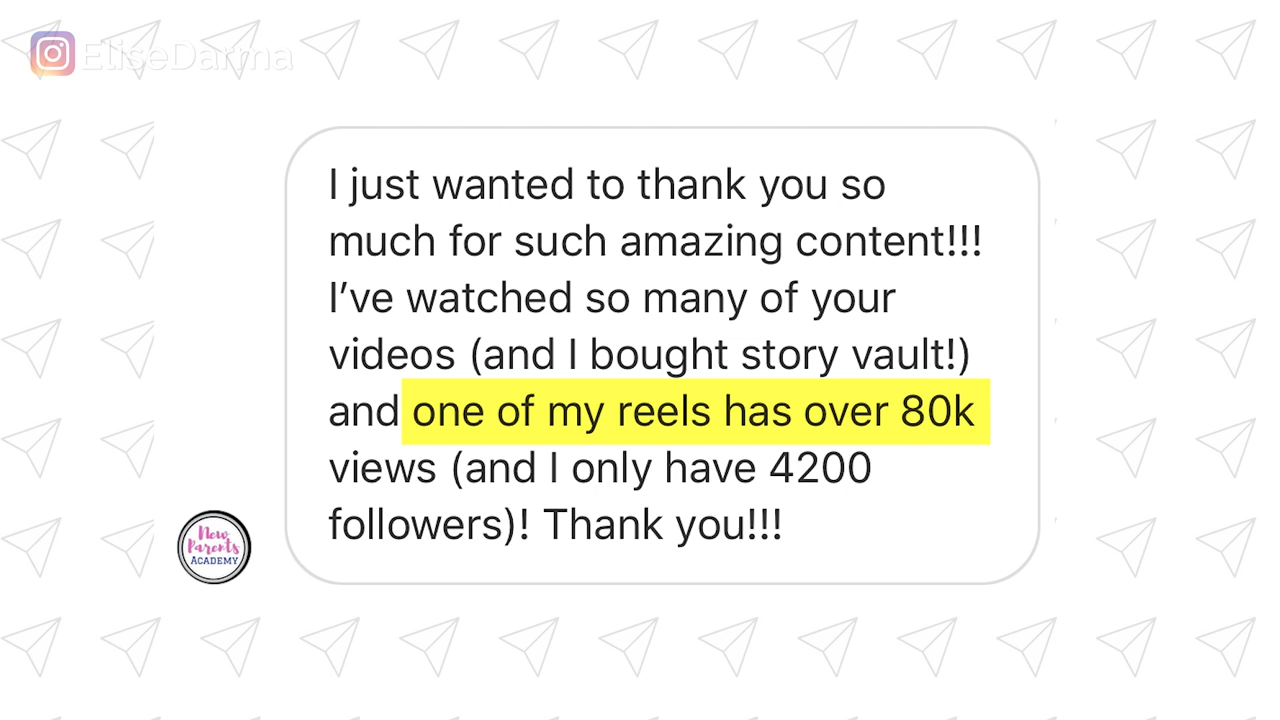 EliseDarma
I just wanted to thank you so
much for such amazing content!!!
I’ve watched so many of your
videos (and I bought story vault!)
and one of my reels has over 80k
views (and I only have 4200
followers)! Thank you!!!
New
Parents
ACADEMY